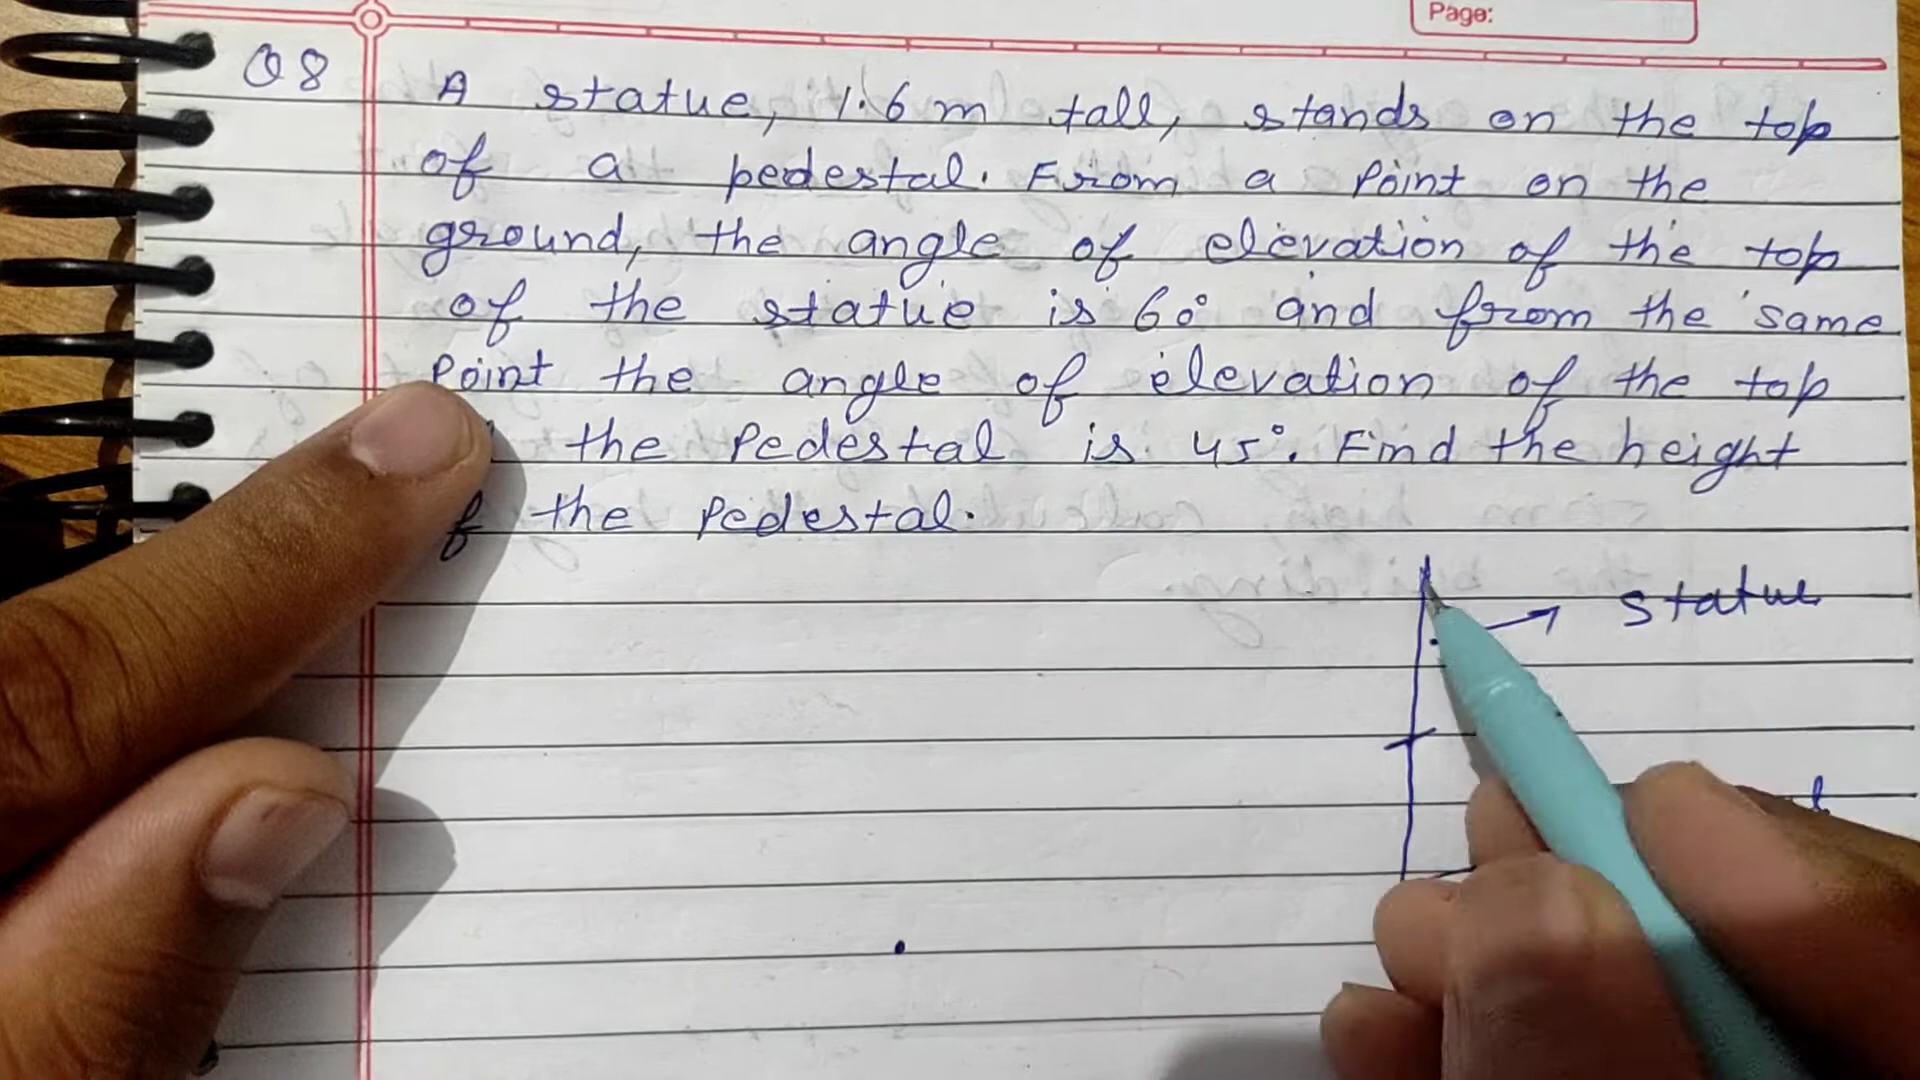 Page:
Q8 A statue, 1.6 m tall, stands on the top
of a pedestal. From a point on the
ground, the angle of elevation of the top
of the statue is 60° and from the same
Point the angle of elevation of the top
the Pedestal is 45°. Find the height
f the Pedestal.
statue